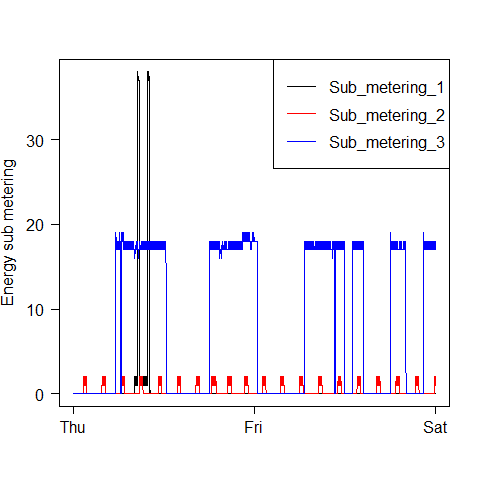 Sub_metering_1
Sub_metering_2
Sub_metering_3
Energy sub metering
30
20
10
0
Thu
Fri
Sat